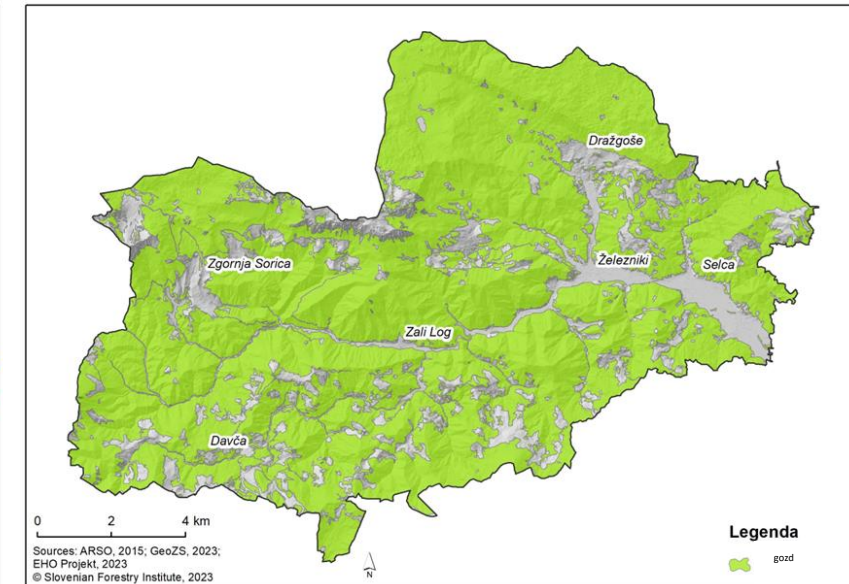 Dražgoše
Zgornja Sorica
Železniki
Selca
Zali Log
Davča
0 2 4 km
Sources: ARSO, 2015; GeoZS, 2023;
EHO Projekt, 2023
© Slovenian Forestry Institute, 2023
N
Legenda
gozd